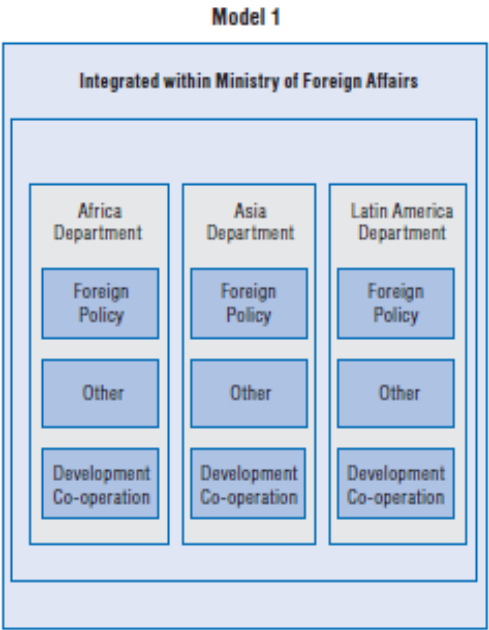 Model 1
Integrated within Ministry of Foreign Affairs
Africa
Department
Foreign
Policy
Other
Development
Co-operation
Asia
Department
Foreign
Policy
Other
Development
Co-operation
Latin America
Department
Foreign
Policy
Other
Development
Co-operation